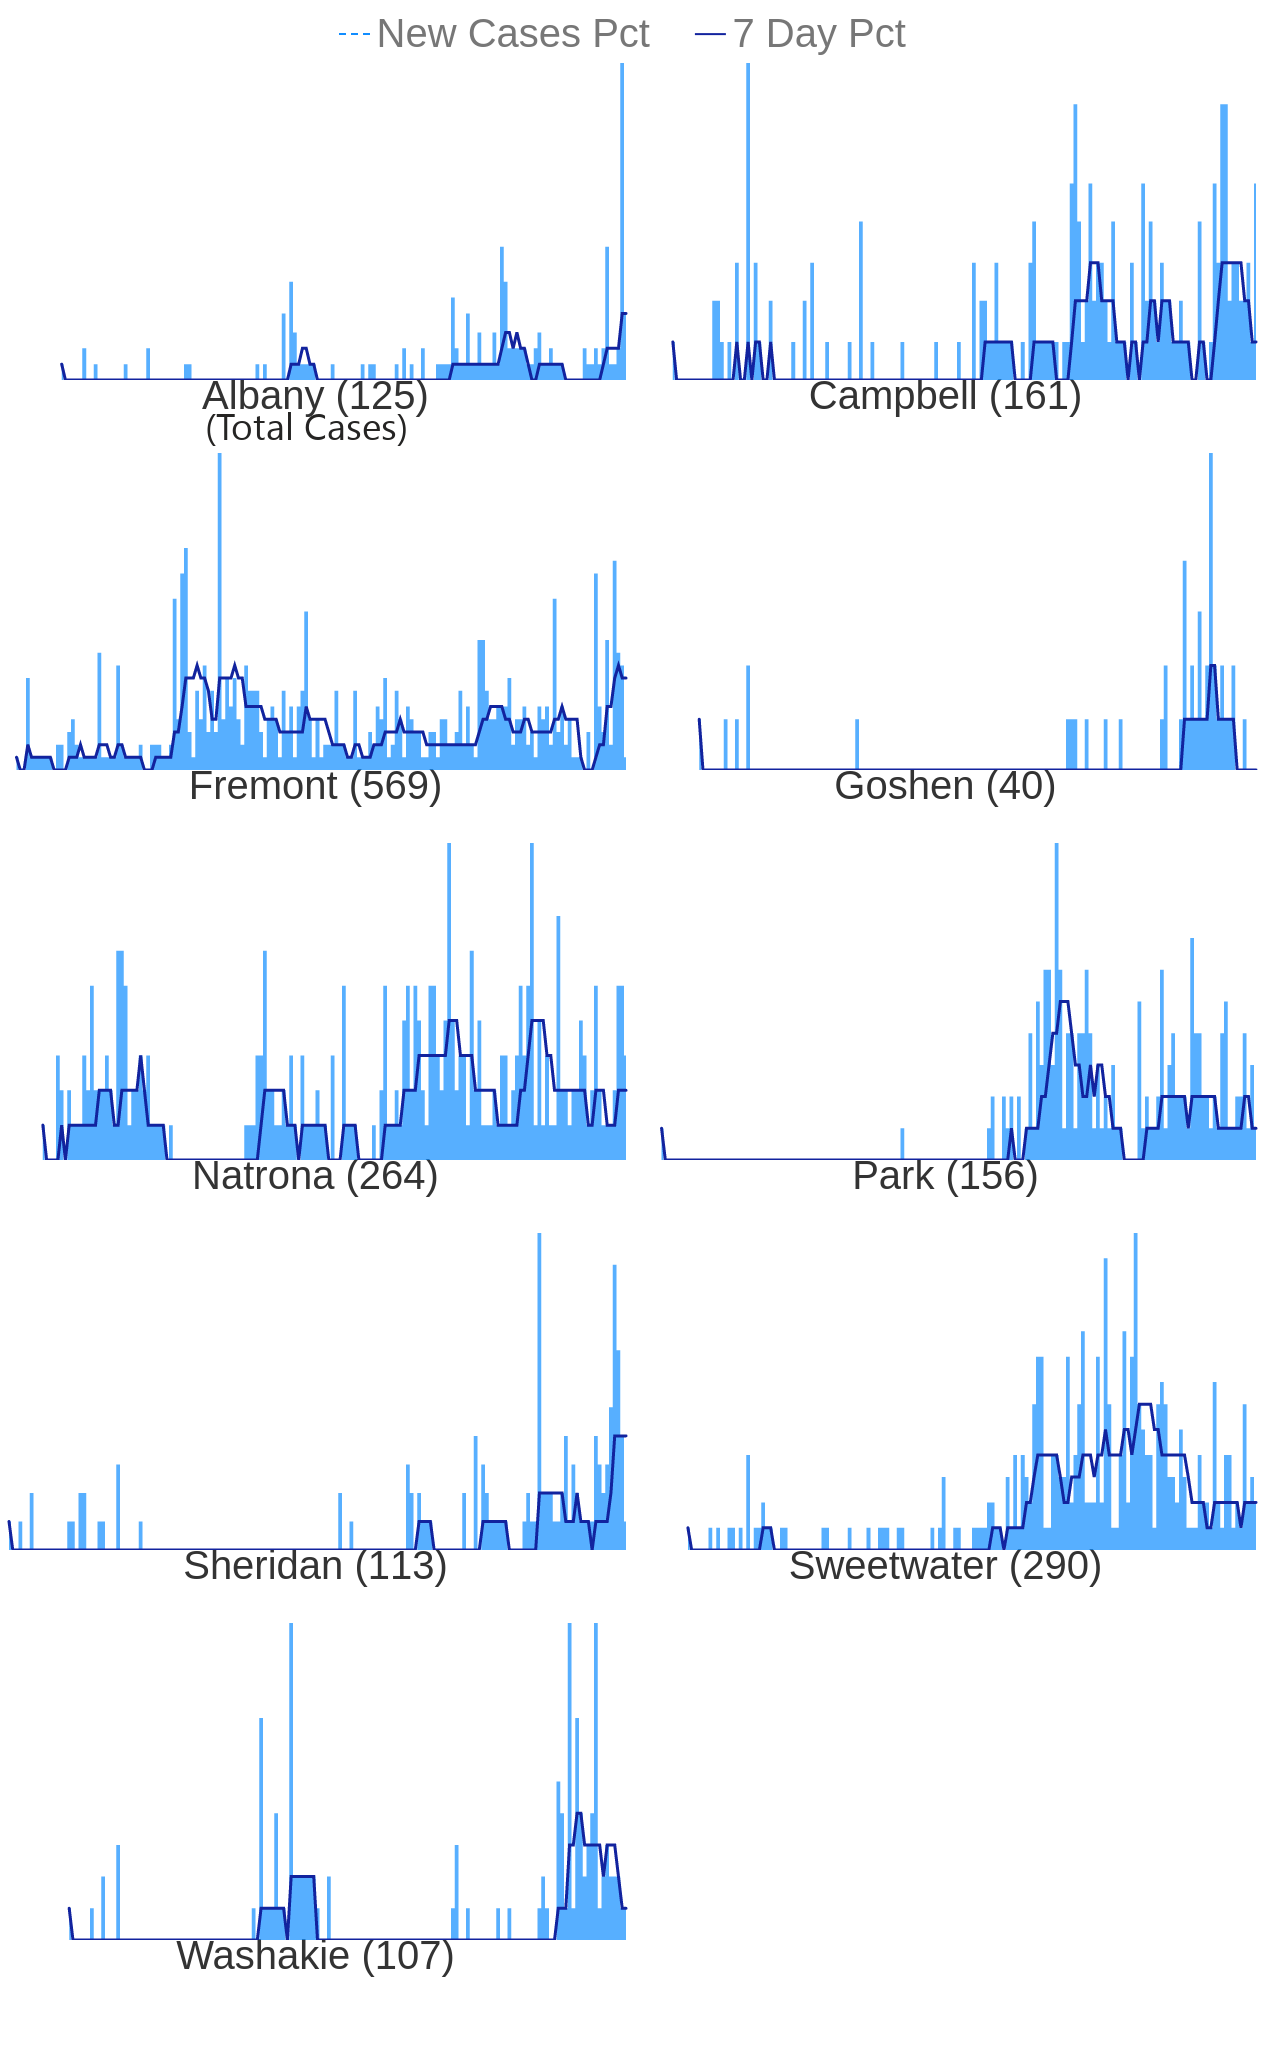 New Cases Pct 7 Day Pct
Albany (125) Campbell (161)
(Total Cases)
Fremont (569) Goshen (40)
Natrona (264) Park (156)
Sheridan (113) Sweetwater (290)
Washakie (107)